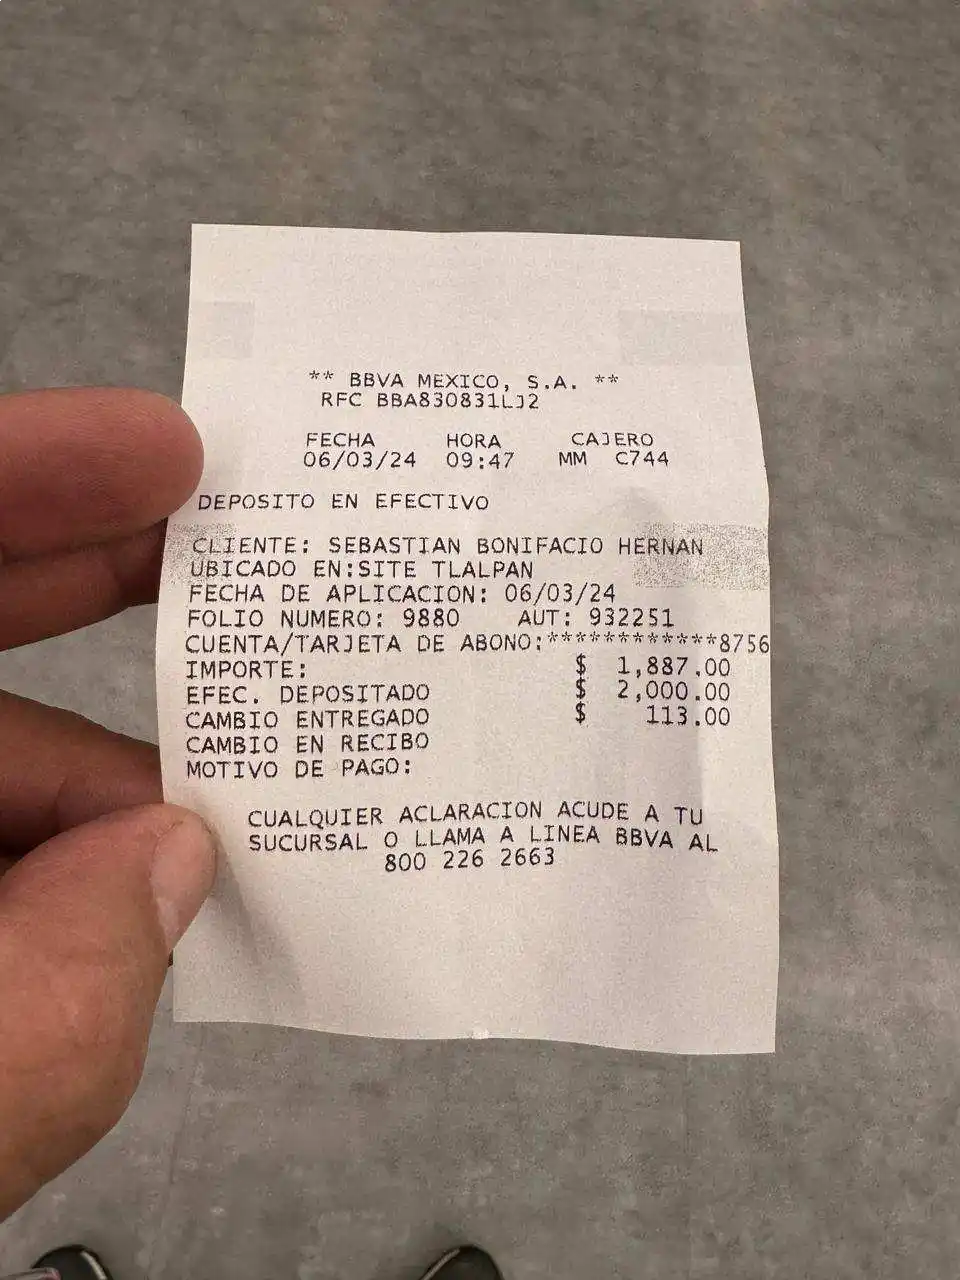 ** BBVA MEXICO, S.A. **
RFC BBA830831LJ2
FECHA HORA CAJERO
06/03/24 09:47 MM C744
DEPOSITO EN EFECTIVO
CLIENTE: SEBASTIAN BONIFACIO HERNAN
UBICADO EN:SITE TLALPAN
FECHA DE APLICACION: 06/03/24
FOLIO NUMERO: 9880 AUT: 932251
CUENTA/TARJETA DE ABONO:************8756
IMPORTE: $ 1,887.00
EFEC. DEPOSITADO $ 2,000.00
CAMBIO ENTREGADO $ 113.00
CAMBIO EN RECIBO
MOTIVO DE PAGO:
CUALQUIER ACLARACION ACUDE A TU
SUCURSAL O LLAMA A LINEA BBVA AL
800 226 2663